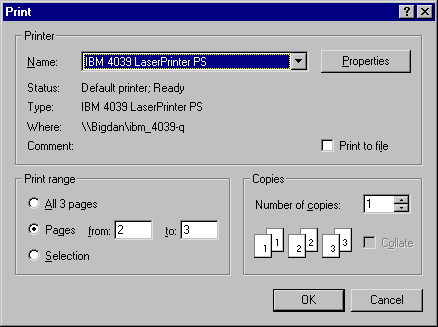 Print
Printer
Name: IBM 4039 LaserPrinter PS Properties
Status: Default printer; Ready
Type: IBM 4039 LaserPrinter PS
Where: \\Bigdan\ibm_4039-q
Comment: Print to file
Print range
All 3 pages
Pages from: 2 to: 3
Selection
Copies
Number of copies: 1
1 1 2 2 3 3 Collate
OK Cancel